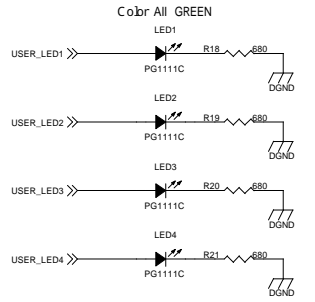 Color All GREEN
LED1
USER_LED1 R18 680
PG1111C
DGND
LED2
USER_LED2 R19 680
PG1111C
DGND
LED3
USER_LED3 R20 680
PG1111C
DGND
LED4
USER_LED4 R21 680
PG1111C
DGND